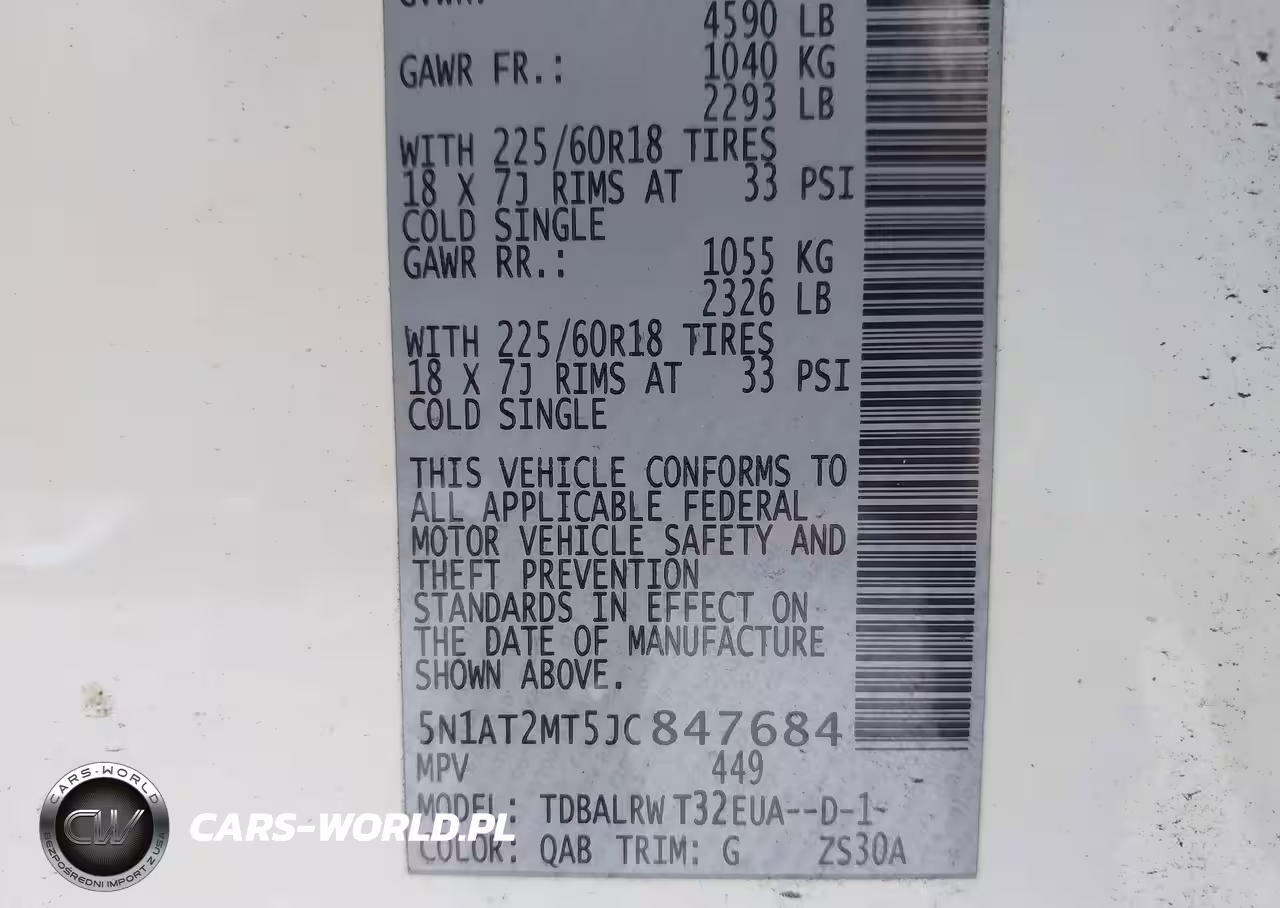 GVWR:
4590 LB
GAWR FR.: 1040 KG
2293 LB
WITH 225/60R18 TIRES
18 X 7J RIMS AT 33 PSI
COLD SINGLE
GAWR RR.: 1055 KG
2326 LB
WITH 225/60R18 TIRES
18 X 7J RIMS AT 33 PSI
COLD SINGLE
THIS VEHICLE CONFORMS TO
ALL APPLICABLE FEDERAL
MOTOR VEHICLE SAFETY AND
THEFT PREVENTION
STANDARDS IN EFFECT ON
THE DATE OF MANUFACTURE
SHOWN ABOVE.
5N1AT2MT5JC847684
MPV 449
MODEL: TDBALRW T32EUA--D-1-
COLOR: QAB TRIM: G ZS30A
CARS-WORLD
CW
BEZPOŚREDNI IMPORT Z USA
CARS-WORLD.PL